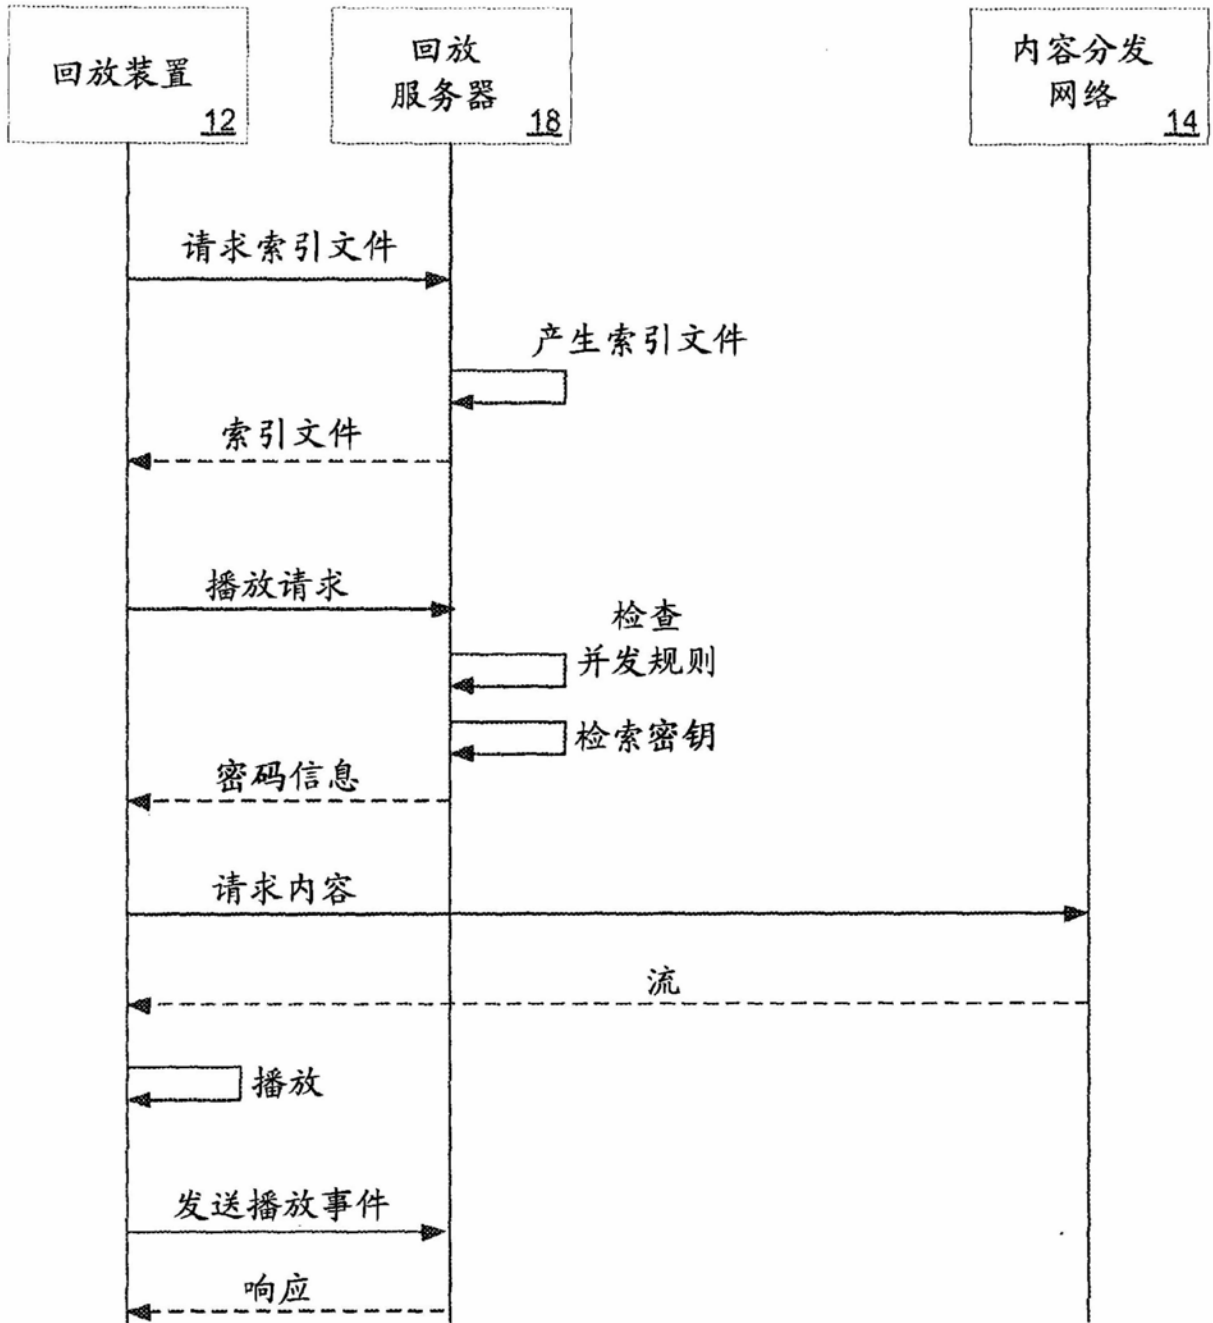 回放装置
12
回放
服务器
18
内容分发
网络
14
请求索引文件
产生索引文件
索引文件
播放请求
检查
并发规则
检索密钥
密码信息
请求内容
流
播放
发送播放事件
响应